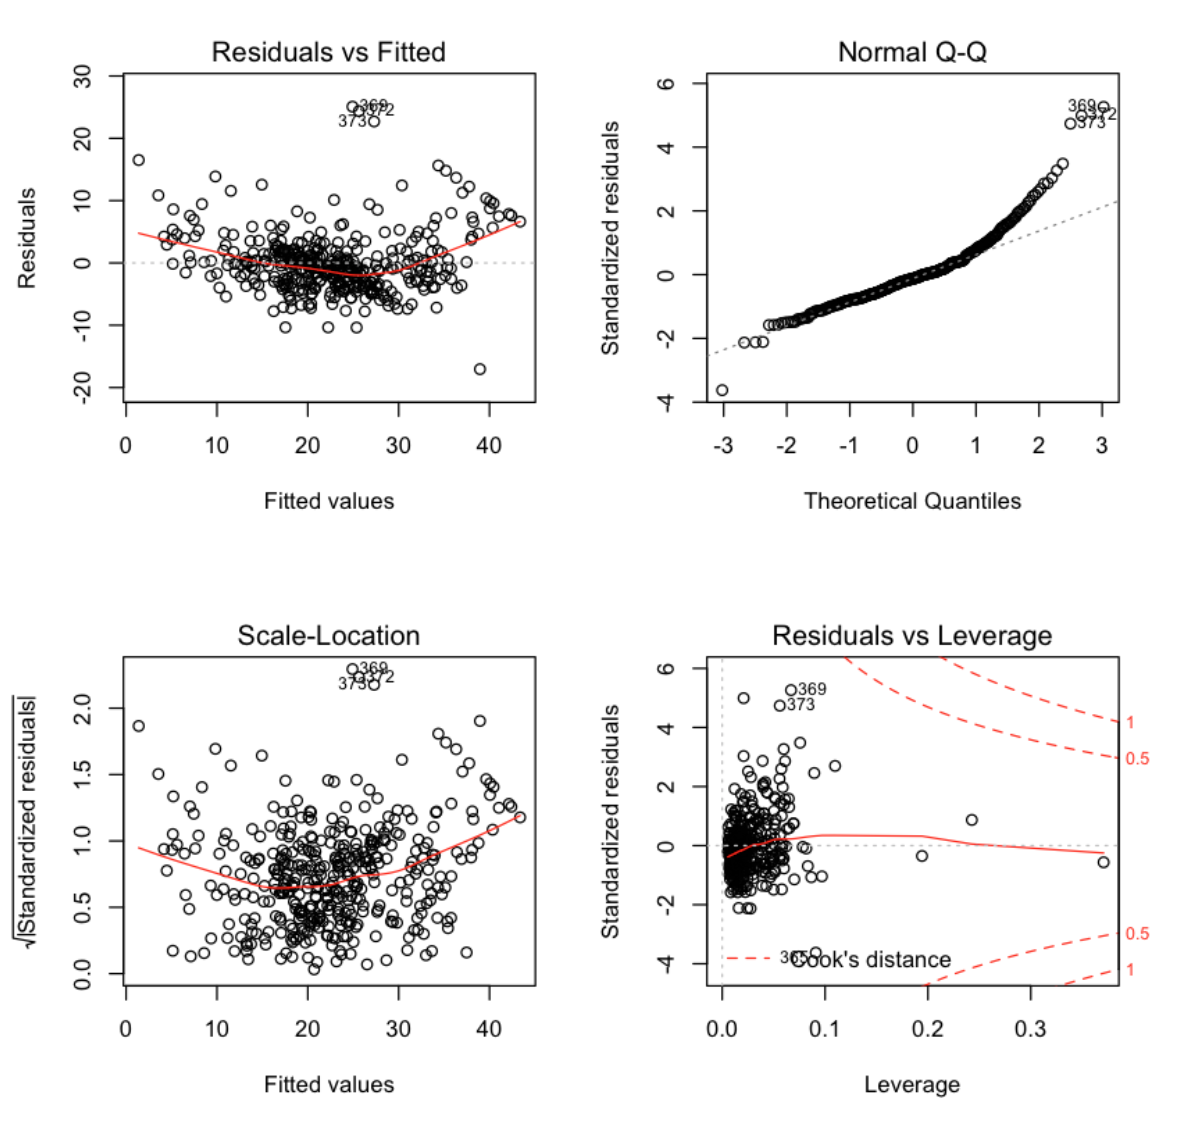 Residuals vs Fitted
Residuals
30
20
10
0
-10
-20
369
372
373
0 10 20 30 40
Fitted values
Normal Q-Q
Standardized residuals
6
4
2
0
-2
-4
369
372
373
-3 -2 -1 0 1 2 3
Theoretical Quantiles
Scale-Location
√|Standardized residuals|
2.0
1.5
1.0
0.5
0.0
369
372
373
0 10 20 30 40
Fitted values
Residuals vs Leverage
Standardized residuals
6
4
2
0
-2
-4
369
373
1
0.5
0.5
1
365
Cook's distance
0.0 0.1 0.2 0.3
Leverage